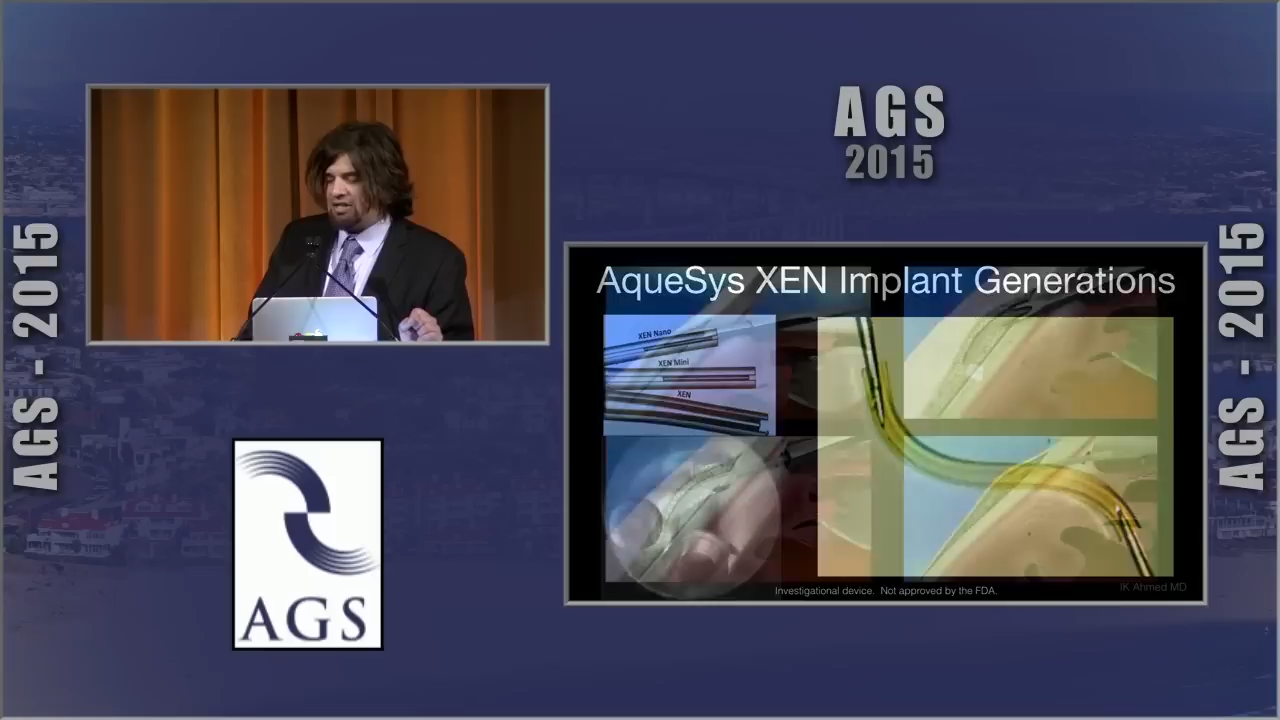 AGS
2015
AGS - 2015
AGS - 2015
AqueSys XEN Implant Generations
XEN Nano
XEN Mini
XEN
Investigational device. Not approved by the FDA.
IK Ahmed MD
AGS